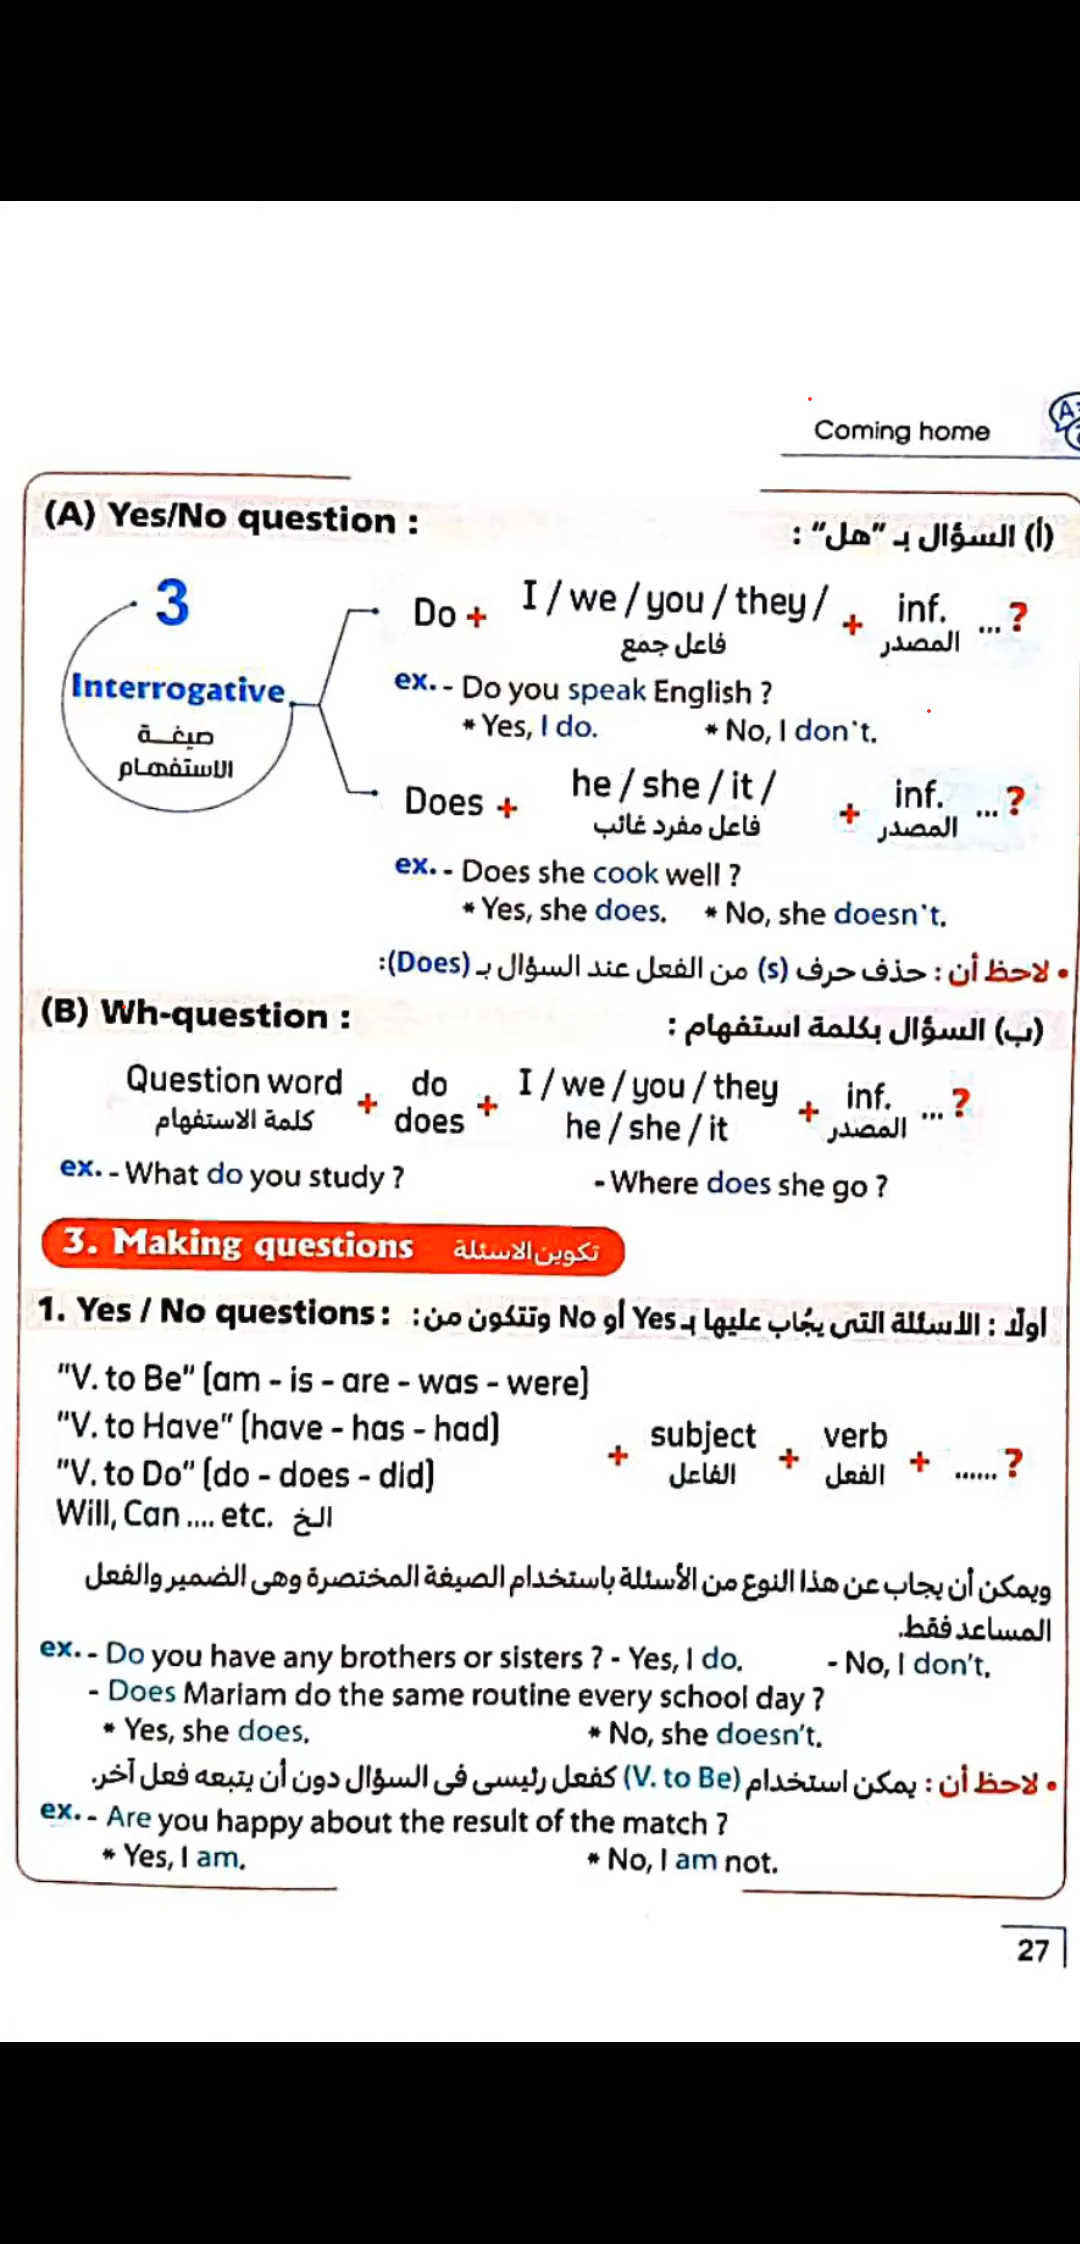 Coming home
(A) Yes/No question :
(أ) السؤال بـ "هل" :
3
Interrogative
صيغـة
الاستفهام
Do + I / we / you / they / + inf. ... ?
فاعل جمع المصدر
ex. - Do you speak English ?
* Yes, I do. * No, I don't.
Does + he / she / it / + inf. ... ?
فاعل مفرد غائب المصدر
ex. - Does she cook well ?
* Yes, she does. * No, she doesn't.
• لاحظ أن : حذف حرف (s) من الفعل عند السؤال بـ (Does):
(B) Wh-question :
(ب) السؤال بكلمة استفهام :
Question word + do + I / we / you / they + inf. ... ?
كلمة الاستفهام does he / she / it المصدر
ex. - What do you study ? - Where does she go ?
3. Making questions تكوين الاسئلة
1. Yes / No questions : أولًا : الأسئلة التى يُجاب عليها بـ Yes أو No وتتكون من :
"V. to Be" (am - is - are - was - were)
"V. to Have" (have - has - had)
"V. to Do" (do - does - did)
Will, Can .... etc. الخ
+ subject + verb + ...... ?
الفاعل الفعل
ويمكن أن يجاب عن هذا النوع من الأسئلة باستخدام الصيغة المختصرة وهى الضمير والفعل
المساعد فقط.
ex. - Do you have any brothers or sisters ? - Yes, I do. - No, I don't.
- Does Mariam do the same routine every school day ?
* Yes, she does. * No, she doesn't.
• لاحظ أن : يمكن استخدام (V. to Be) كفعل رئيسى فى السؤال دون أن يتبعه فعل آخر.
ex. - Are you happy about the result of the match ?
* Yes, I am. * No, I am not.
27